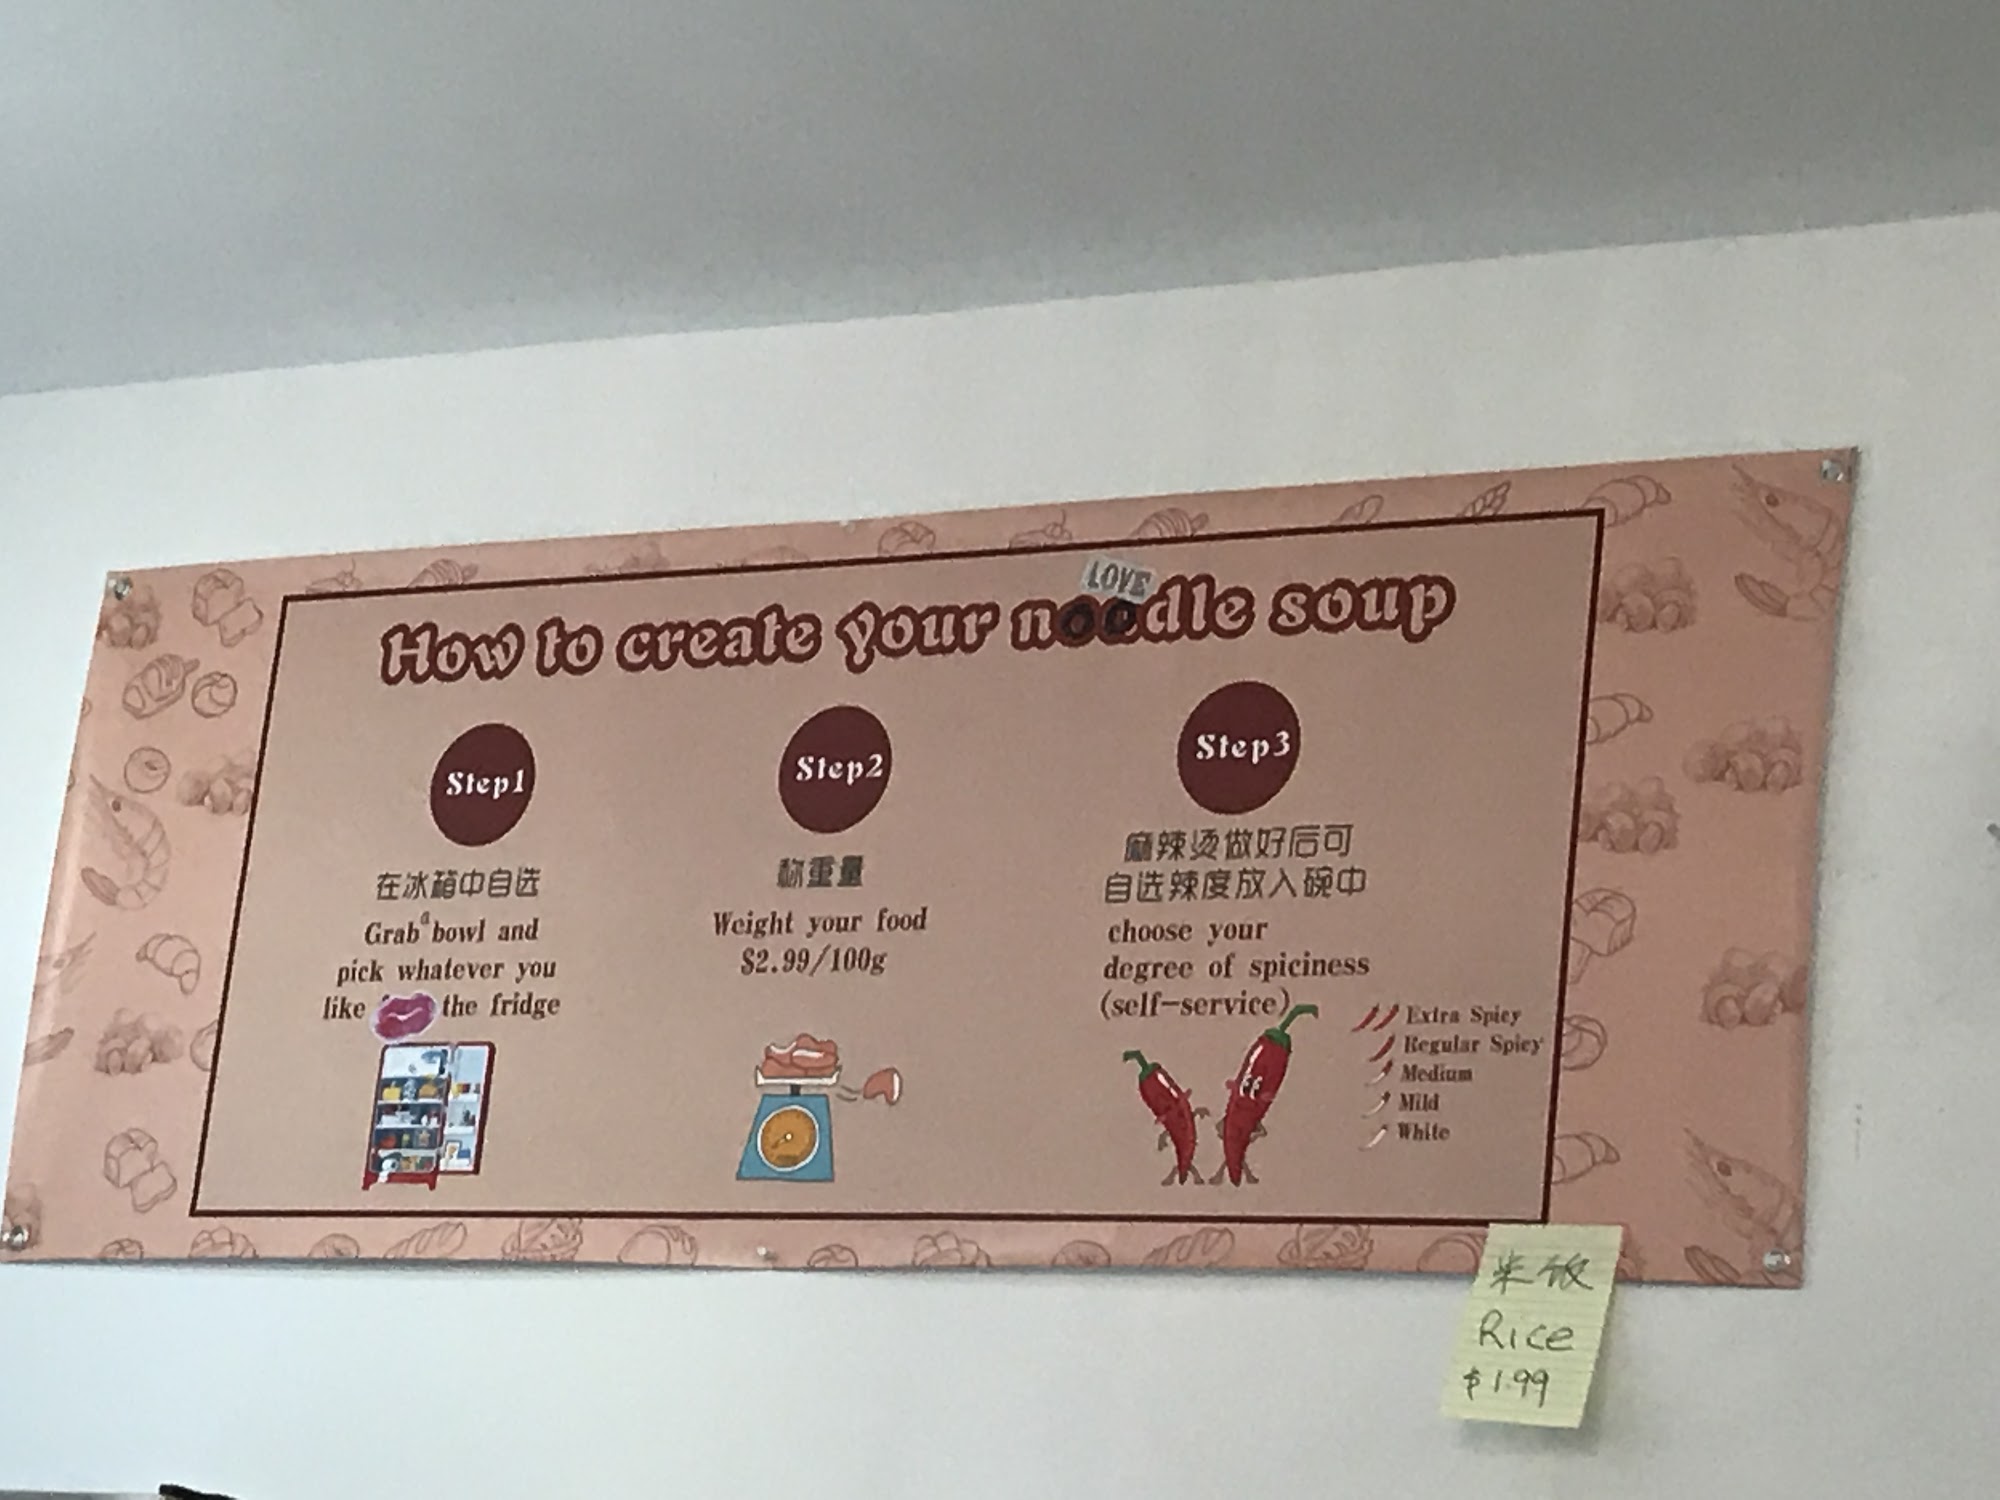 LOVE
How to create your noodle soup
Step1
在冰箱中自选
Grab a bowl and
pick whatever you
like the fridge
Step2
称重量
Weight your food
$2.99/100g
Step3
麻辣烫做好后可
自选辣度放入碗中
choose your
degree of spiciness
(self-service)
Extra Spicy
Regular Spicy
Medium
Mild
White
米饭
Rice
$1.99